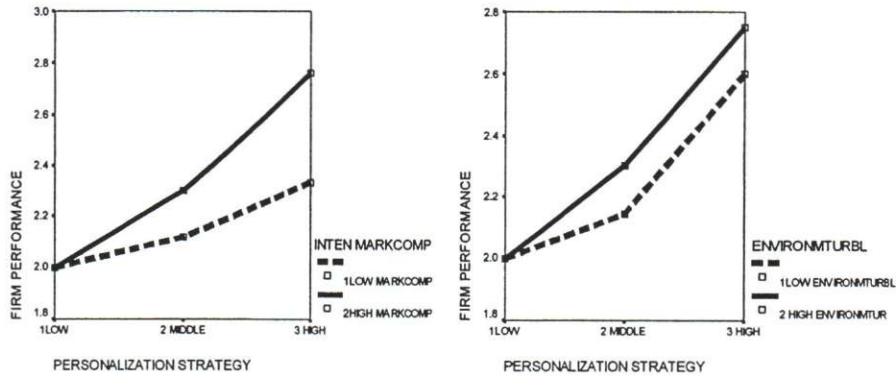 3.0
2.8
2.6
2.4
2.2
2.0
1.8
FIRM PERFORMANCE
1LOW
2 MIDDLE
3 HIGH
PERSONALIZATION STRATEGY
INTEN MARKCOMP
1LOW MARKCOMP
2HIGH MARKCOMP
2.8
2.6
2.4
2.2
2.0
1.8
FIRM PERFORMANCE
1LOW
2 MIDDLE
3 HIGH
PERSONALIZATION STRATEGY
ENVIRONMTURBL
1LOW ENVIRONMTURBL
2 HIGH ENVIRONMTUR